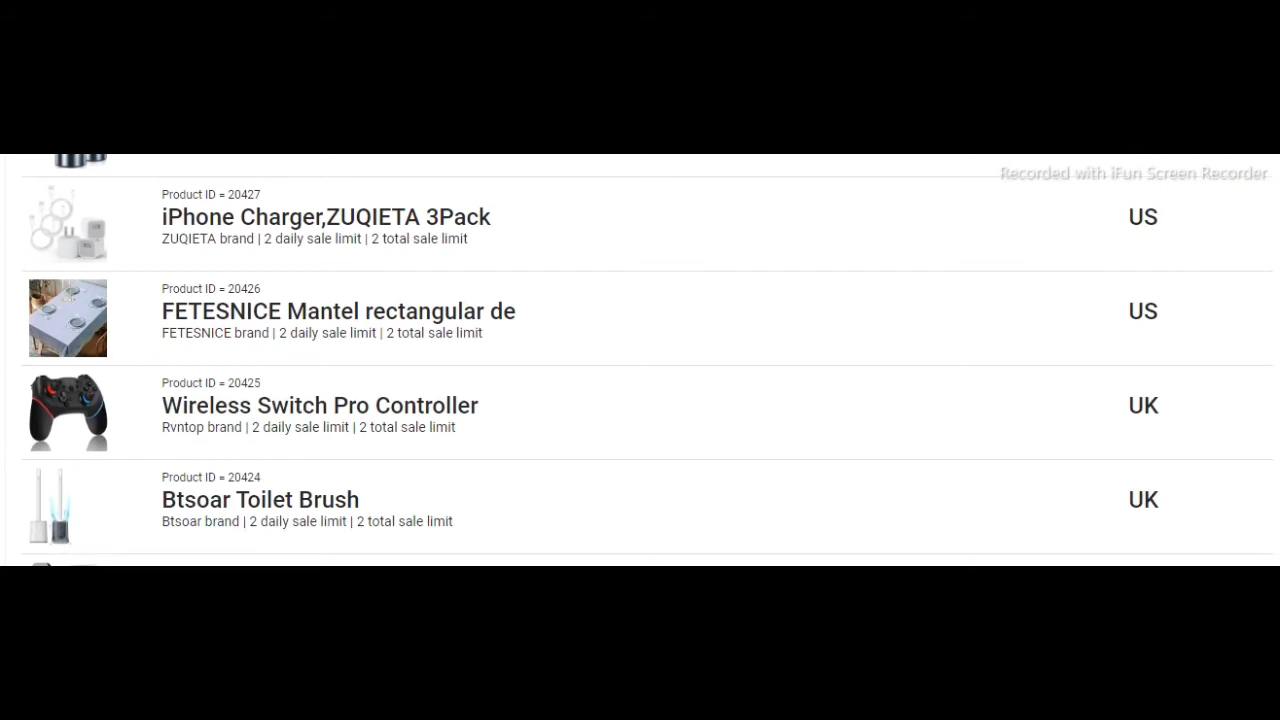 Recorded with iFun Screen Recorder
Product ID = 20427
iPhone Charger,ZUQIETA 3Pack
US
ZUQIETA brand | 2 daily sale limit | 2 total sale limit
Product ID = 20426
FETESNICE Mantel rectangular de
US
FETESNICE brand | 2 daily sale limit | 2 total sale limit
Product ID = 20425
Wireless Switch Pro Controller
UK
Rvntop brand | 2 daily sale limit | 2 total sale limit
Product ID = 20424
Btsoar Toilet Brush
UK
Btsoar brand | 2 daily sale limit | 2 total sale limit